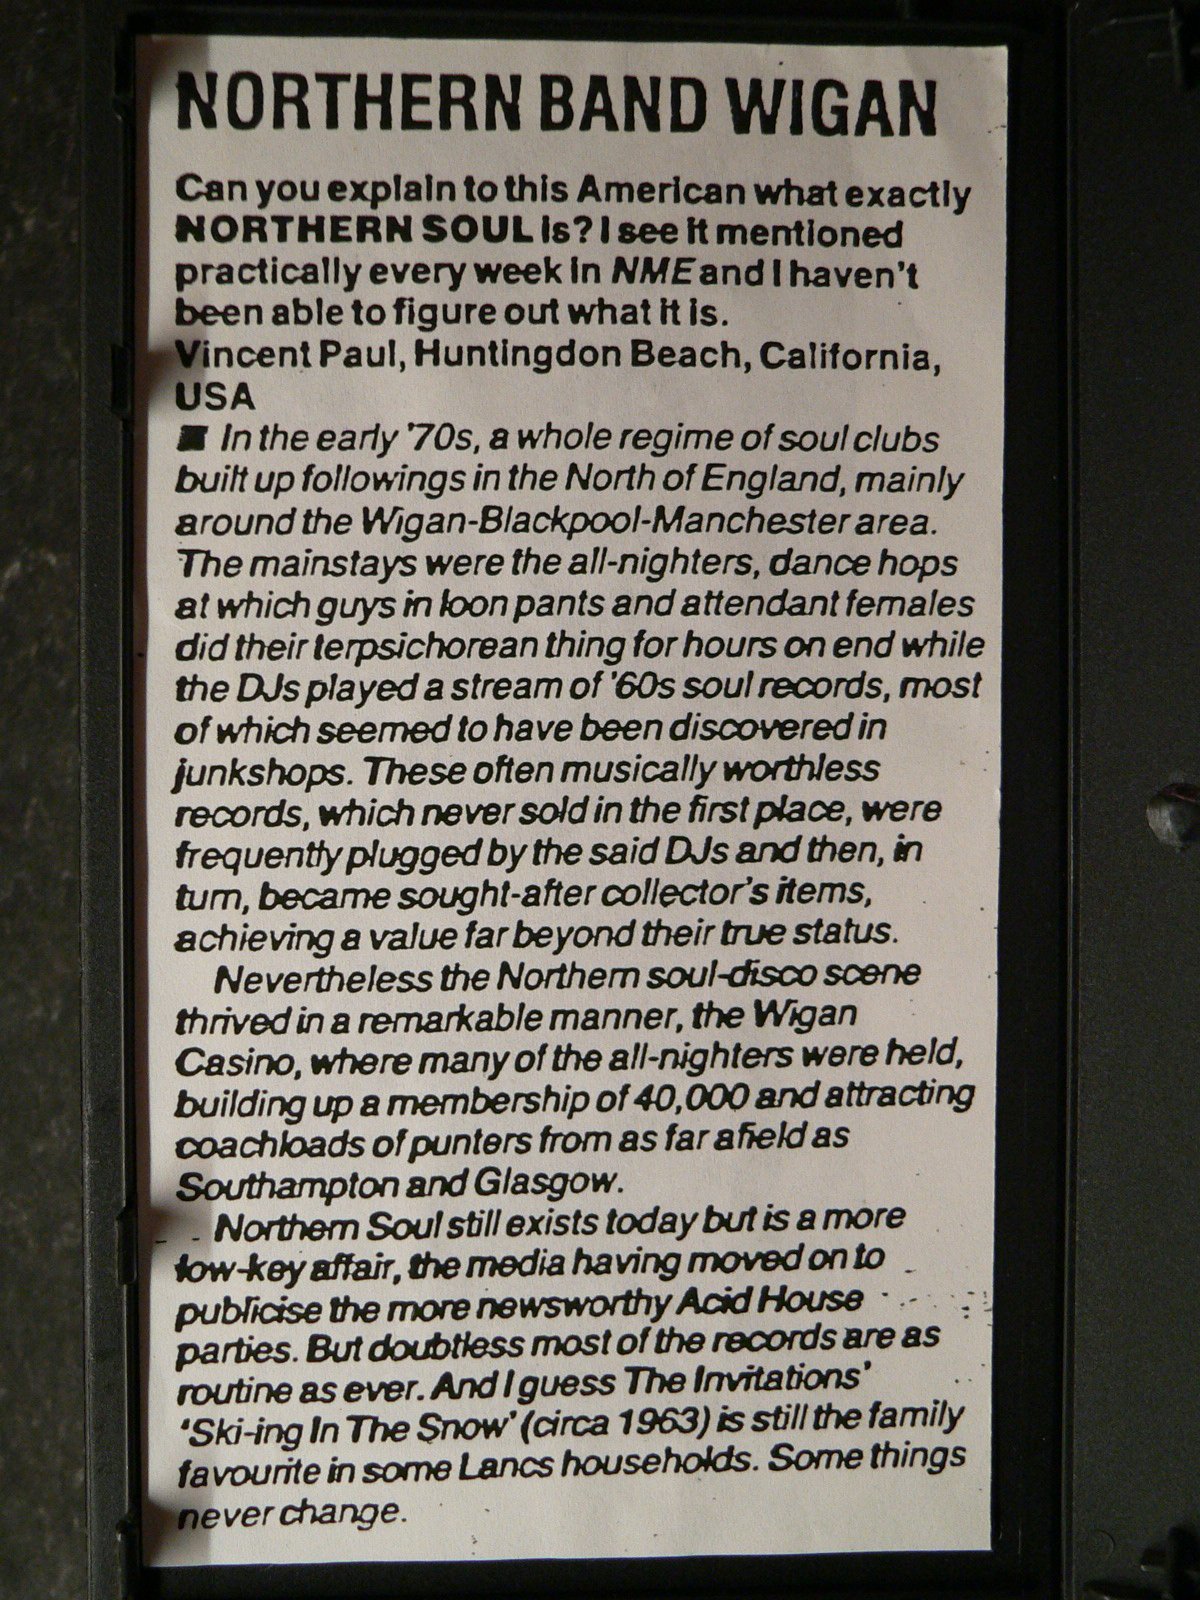 NORTHERN BAND WIGAN
Can you explain to this American what exactly
NORTHERN SOUL is? I see it mentioned
practically every week in NME and I haven't
been able to figure out what it is.
Vincent Paul, Huntingdon Beach, California,
USA
■ In the early '70s, a whole regime of soul clubs
built up followings in the North of England, mainly
around the Wigan-Blackpool-Manchester area.
The mainstays were the all-nighters, dance hops
at which guys in loon pants and attendant females
did their terpsichorean thing for hours on end while
the DJs played a stream of '60s soul records, most
of which seemed to have been discovered in
junkshops. These often musically worthless
records, which never sold in the first place, were
frequently plugged by the said DJs and then, in
turn, became sought-after collector's items,
achieving a value far beyond their true status.
Nevertheless the Northern soul-disco scene
thrived in a remarkable manner, the Wigan
Casino, where many of the all-nighters were held,
building up a membership of 40,000 and attracting
coachloads of punters from as far afield as
Southampton and Glasgow.
Northern Soul still exists today but is a more
low-key affair, the media having moved on to
publicise the more newsworthy Acid House
parties. But doubtless most of the records are as
routine as ever. And I guess The Invitations'
'Ski-ing In The Snow' (circa 1963) is still the family
favourite in some Lancs households. Some things
never change.